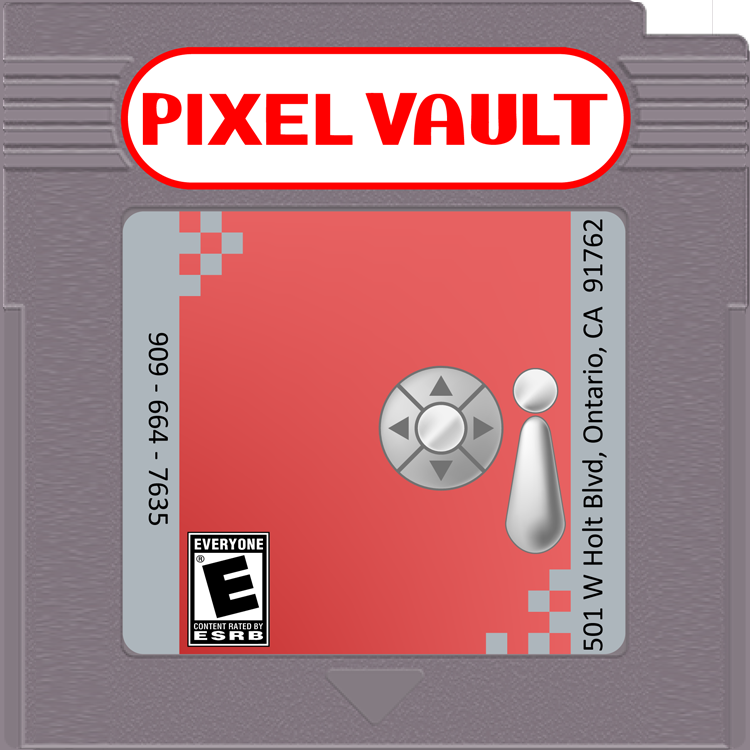 PIXEL VAULT
909 - 664 - 7635
501 W Holt Blvd, Ontario, CA 91762
EVERYONE
E
®
CONTENT RATED BY
ESRB